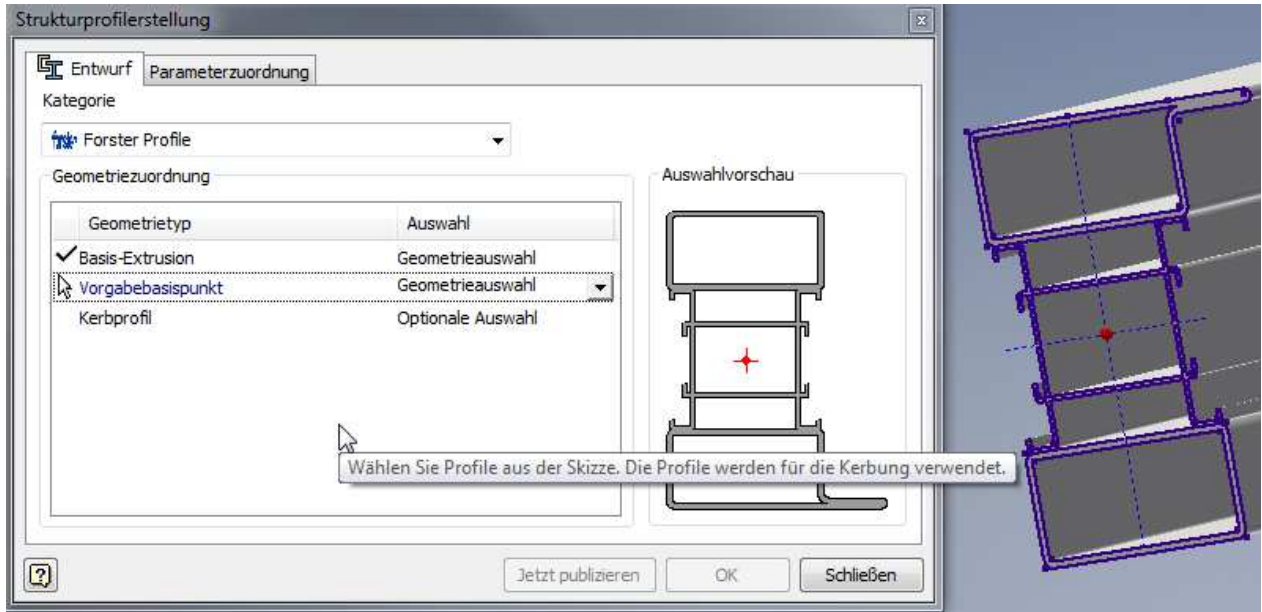 Strukturprofilerstellung
Entwurf Parameterzuordnung
Kategorie
Forster Profile
Geometriezuordnung
Auswahlvorschau
Geometrietyp Auswahl
Basis-Extrusion Geometrieauswahl
Vorgabebasispunkt Geometrieauswahl
Kerbprofil Optionale Auswahl
Wählen Sie Profile aus der Skizze. Die Profile werden für die Kerbung verwendet.
Jetzt publizieren OK Schließen